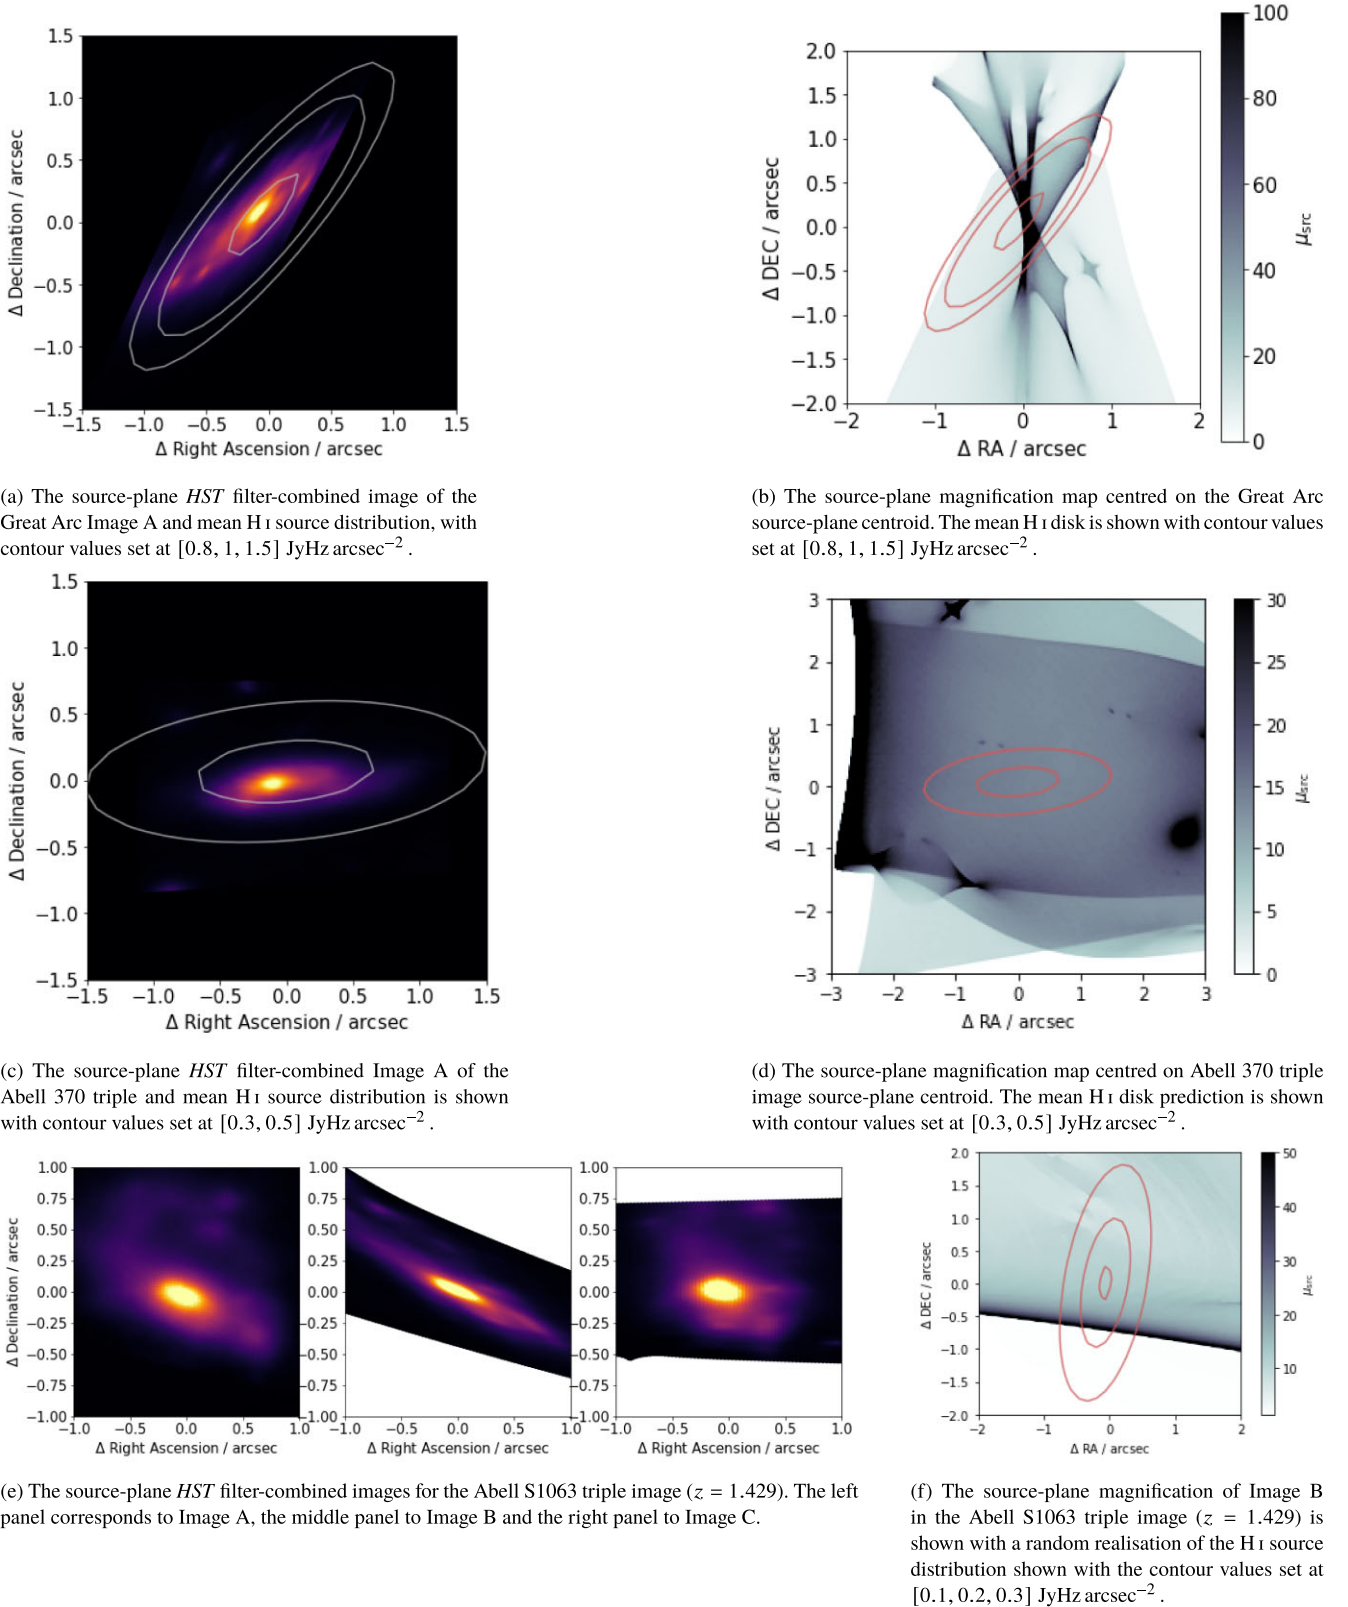 1.5
1.0
0.5
0.0
−0.5
−1.0
−1.5
−1.5 −1.0 −0.5 0.0 0.5 1.0 1.5
Δ Right Ascension / arcsec
Δ Declination / arcsec
2.0
1.5
1.0
0.5
0.0
−0.5
−1.0
−1.5
−2.0
−2 −1 0 1 2
Δ RA / arcsec
Δ DEC / arcsec
100
80
60
40
20
0
μsrc
(a) The source-plane HST filter-combined image of the
Great Arc Image A and mean H I source distribution, with
contour values set at [0.8, 1, 1.5] JyHz arcsec−2 .
(b) The source-plane magnification map centred on the Great Arc
source-plane centroid. The mean H I disk is shown with contour values
set at [0.8, 1, 1.5] JyHz arcsec−2 .
1.5
1.0
0.5
0.0
−0.5
−1.0
−1.5
−1.5 −1.0 −0.5 0.0 0.5 1.0 1.5
Δ Right Ascension / arcsec
Δ Declination / arcsec
3
2
1
0
−1
−2
−3
−3 −2 −1 0 1 2 3
Δ RA / arcsec
Δ DEC / arcsec
30
25
20
15
10
5
0
μsrc
(c) The source-plane HST filter-combined Image A of the
Abell 370 triple and mean H I source distribution is shown
with contour values set at [0.3, 0.5] JyHz arcsec−2 .
(d) The source-plane magnification map centred on Abell 370 triple
image source-plane centroid. The mean H I disk prediction is shown
with contour values set at [0.3, 0.5] JyHz arcsec−2 .
1.00
0.75
0.50
0.25
0.00
−0.25
−0.50
−0.75
−1.00
−1.0 −0.5 0.0 0.5 1.0
Δ Right Ascension / arcsec
Δ Declination / arcsec
1.00
0.75
0.50
0.25
0.00
−0.25
−0.50
−0.75
−1.00
−1.0 −0.5 0.0 0.5 1.0
Δ Right Ascension / arcsec
1.00
0.75
0.50
0.25
0.00
−0.25
−0.50
−0.75
−1.00
−1.0 −0.5 0.0 0.5 1.0
Δ Right Ascension / arcsec
2.0
1.5
1.0
0.5
0.0
−0.5
−1.0
−1.5
−2.0
−2 −1 0 1 2
Δ RA / arcsec
Δ DEC / arcsec
50
40
30
20
10
μsrc
(e) The source-plane HST filter-combined images for the Abell S1063 triple image (z = 1.429). The left
panel corresponds to Image A, the middle panel to Image B and the right panel to Image C.
(f) The source-plane magnification of Image B
in the Abell S1063 triple image (z = 1.429) is
shown with a random realisation of the H I source
distribution shown with the contour values set at
[0.1, 0.2, 0.3] JyHz arcsec−2 .